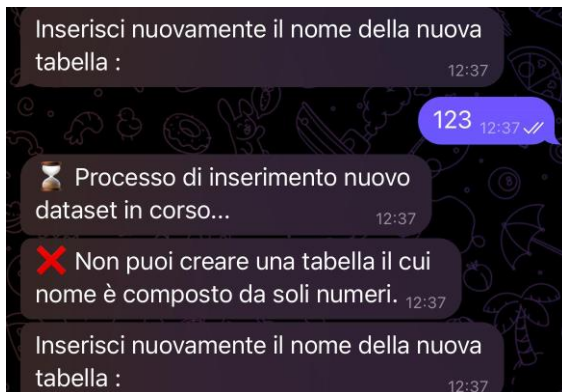 Inserisci nuovamente il nome della nuova
tabella :
12:37
123 12:37
⏳ Processo di inserimento nuovo
dataset in corso...
12:37
❌ Non puoi creare una tabella il cui
nome è composto da soli numeri. 12:37
Inserisci nuovamente il nome della nuova
tabella :
12:37